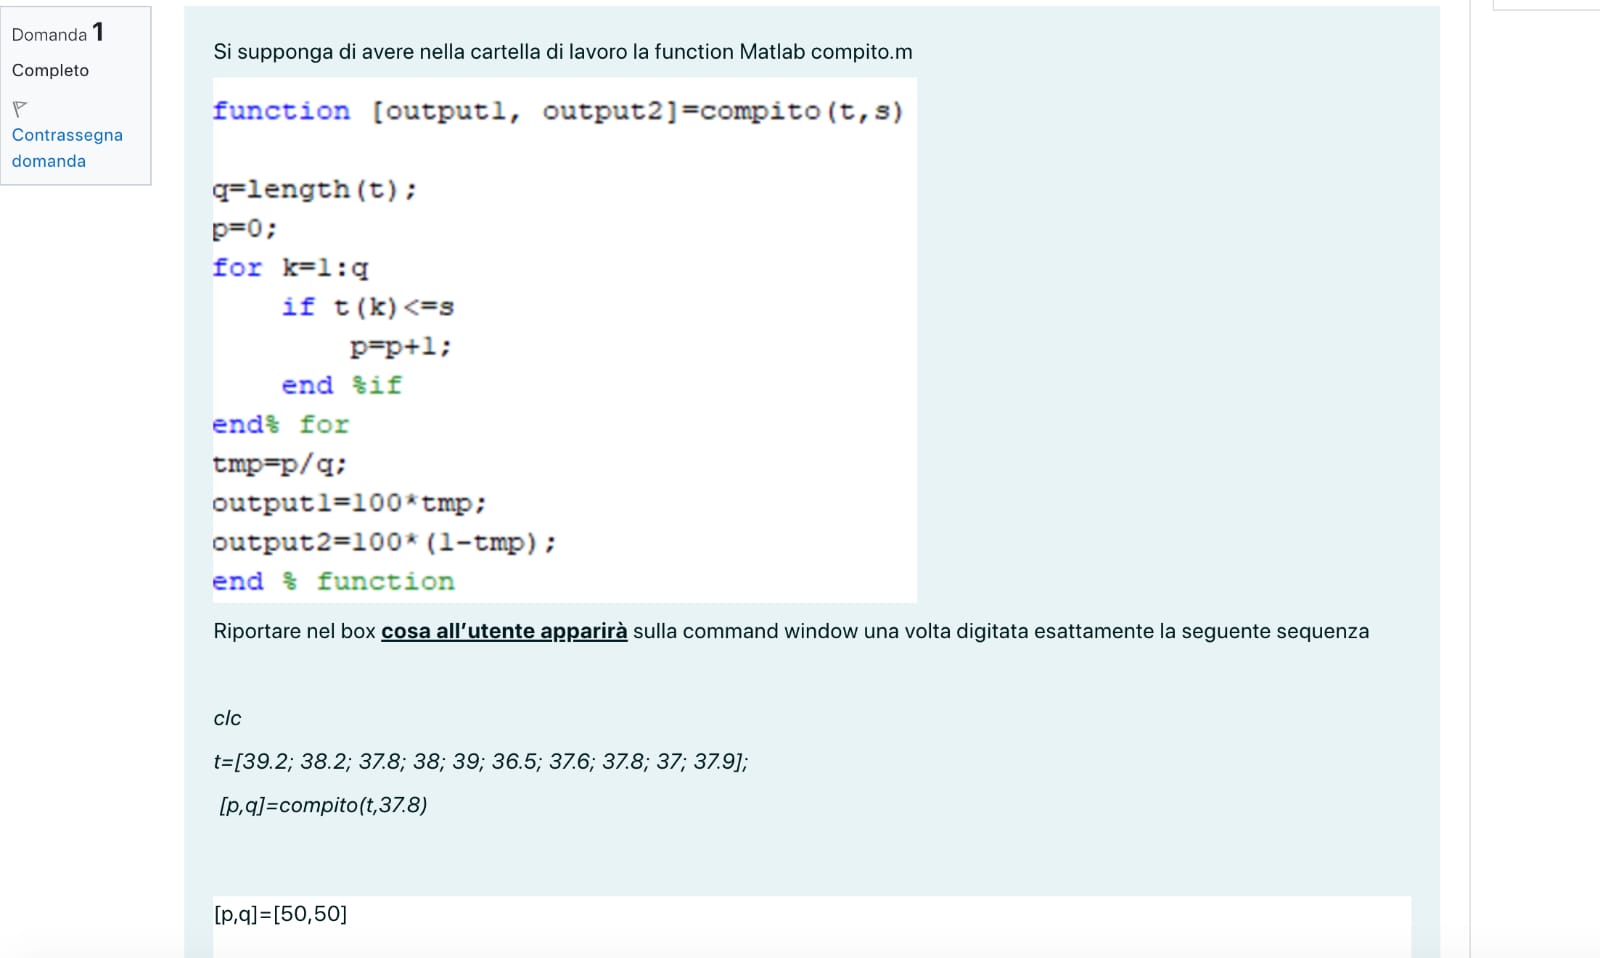 Domanda 1
Completo
Contrassegna
domanda
Si supponga di avere nella cartella di lavoro la function Matlab compito.m
function [output1, output2]=compito(t,s)
q=length(t);
p=0;
for k=1:q
if t(k)<=s
p=p+1;
end %if
end% for
tmp=p/q;
output1=100*tmp;
output2=100*(1-tmp);
end % function
Riportare nel box cosa all'utente apparirà sulla command window una volta digitata esattamente la seguente sequenza
clc
t=[39.2; 38.2; 37.8; 38; 39; 36.5; 37.6; 37.8; 37; 37.9];
[p,q]=compito(t,37.8)
[p,q]=[50,50]